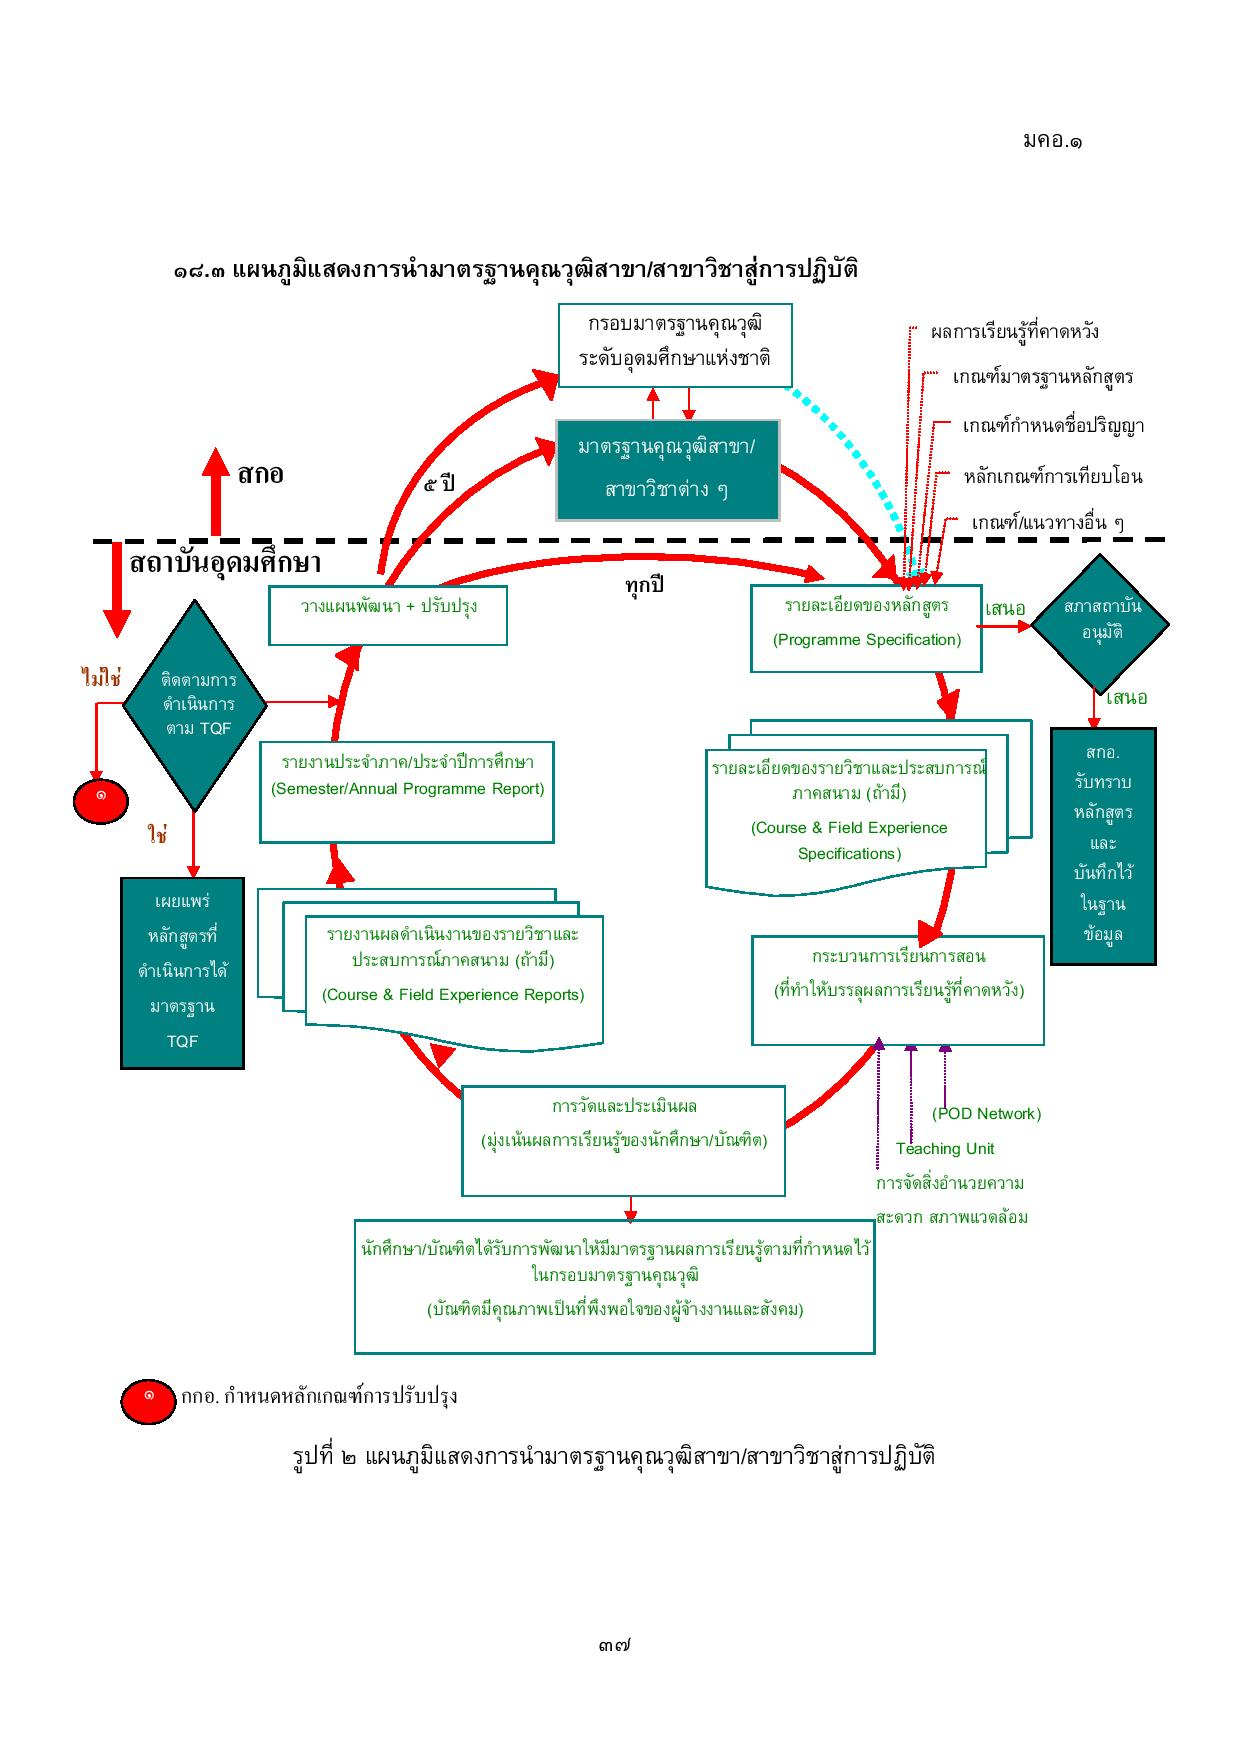 มคอ.๑
๑๘.๓ แผนภูมิแสดงการนำมาตรฐานคุณวุฒิสาขา/สาขาวิชาสู่การปฏิบัติ
กรอบมาตรฐานคุณวุฒิ
ระดับอุดมศึกษาแห่งชาติ
ผลการเรียนรู้ที่คาดหวัง
เกณฑ์มาตรฐานหลักสูตร
เกณฑ์กำหนดชื่อปริญญา
หลักเกณฑ์การเทียบโอน
เกณฑ์/แนวทางอื่น ๆ
มาตรฐานคุณวุฒิสาขา/
สาขาวิชาต่าง ๆ
๕ ปี
สกอ
สถาบันอุดมศึกษา
ทุกปี
วางแผนพัฒนา + ปรับปรุง
รายละเอียดของหลักสูตร
(Programme Specification)
เสนอ
สภาสถาบัน
อนุมัติ
เสนอ
ไม่ใช่
ติดตามการ
ดำเนินการ
ตาม TQF
๑
ใช่
รายงานประจำภาค/ประจำปีการศึกษา
(Semester/Annual Programme Report)
รายละเอียดของรายวิชาและประสบการณ์
ภาคสนาม (ถ้ามี)
(Course & Field Experience
Specifications)
สกอ.
รับทราบ
หลักสูตร
และ
บันทึกไว้
ในฐาน
ข้อมูล
เผยแพร่
หลักสูตรที่
ดำเนินการได้
มาตรฐาน
TQF
รายงานผลดำเนินงานของรายวิชาและ
ประสบการณ์ภาคสนาม (ถ้ามี)
(Course & Field Experience Reports)
กระบวนการเรียนการสอน
(ที่ทำให้บรรลุผลการเรียนรู้ที่คาดหวัง)
การวัดและประเมินผล
(มุ่งเน้นผลการเรียนรู้ของนักศึกษา/บัณฑิต)
(POD Network)
Teaching Unit
การจัดสิ่งอำนวยความ
สะดวก สภาพแวดล้อม
นักศึกษา/บัณฑิตได้รับการพัฒนาให้มีมาตรฐานผลการเรียนรู้ตามที่กำหนดไว้
ในกรอบมาตรฐานคุณวุฒิ
(บัณฑิตมีคุณภาพเป็นที่พึงพอใจของผู้จ้างงานและสังคม)
๑ กกอ. กำหนดหลักเกณฑ์การปรับปรุง
รูปที่ ๒ แผนภูมิแสดงการนำมาตรฐานคุณวุฒิสาขา/สาขาวิชาสู่การปฏิบัติ
๓๗